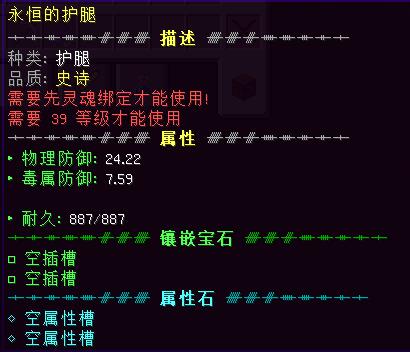 永恒的护腿
描述
种类: 护腿
品质: 史诗
需要先灵魂绑定才能使用!
需要 39 等级才能使用
属性
▸ 物理防御: 24.22
▸ 毒属防御: 7.59
▸ 耐久: 887/887
镶嵌宝石
□ 空插槽
□ 空插槽
属性石
◇ 空属性槽
◇ 空属性槽